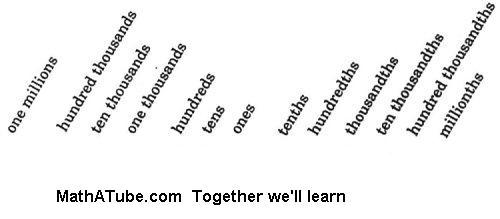 one millions
hundred thousands
ten thousands
one thousands
hundreds
tens
ones
tenths
hundredths
thousandths
ten thousandths
hundred thousandths
millionths
MathATube.com Together we'll learn